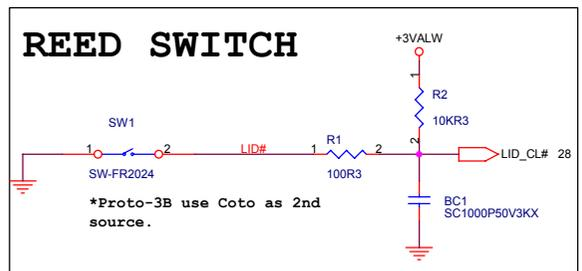 REED SWITCH
+3VALW
1
R2
10KR3
2
SW1
1
2
SW-FR2024
LID#
R1
1
2
100R3
LID_CL# 28
*Proto-3B use Coto as 2nd
source.
BC1
SC1000P50V3KX